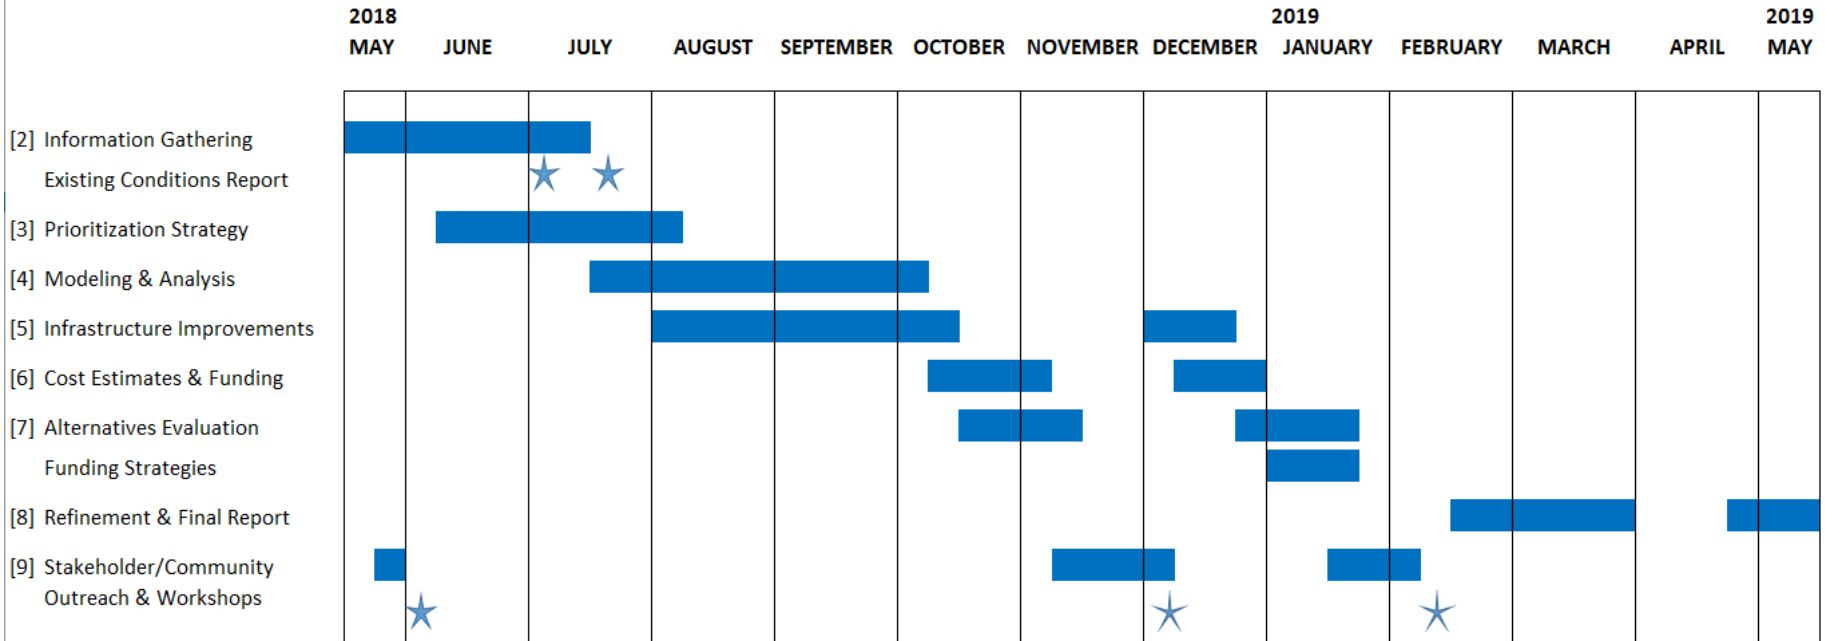 2018 2019 2019
MAY JUNE JULY AUGUST SEPTEMBER OCTOBER NOVEMBER DECEMBER JANUARY FEBRUARY MARCH APRIL MAY
[2] Information Gathering
Existing Conditions Report
[3] Prioritization Strategy
[4] Modeling & Analysis
[5] Infrastructure Improvements
[6] Cost Estimates & Funding
[7] Alternatives Evaluation
Funding Strategies
[8] Refinement & Final Report
[9] Stakeholder/Community
Outreach & Workshops